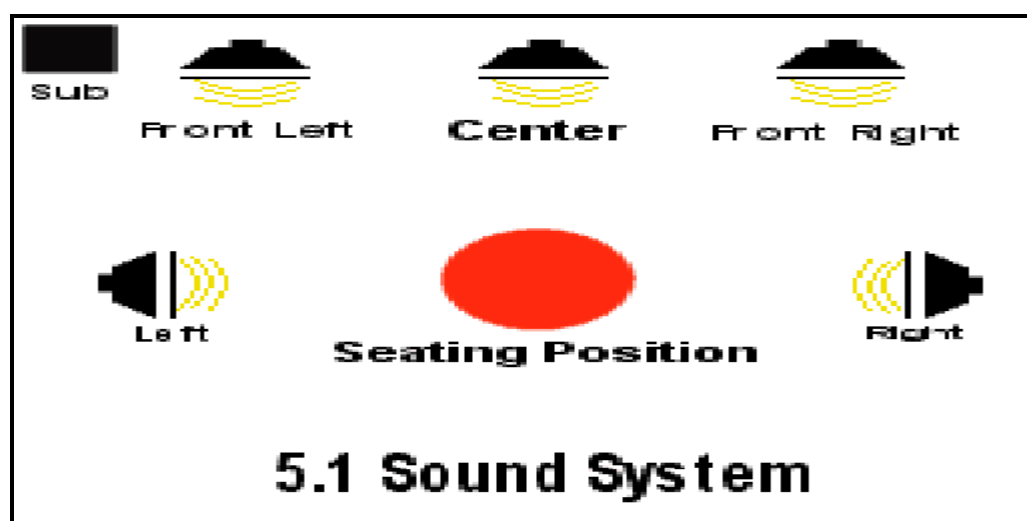 Sub
Front Left
Center
Front Right
Left
Right
Seating Position
5.1 Sound System